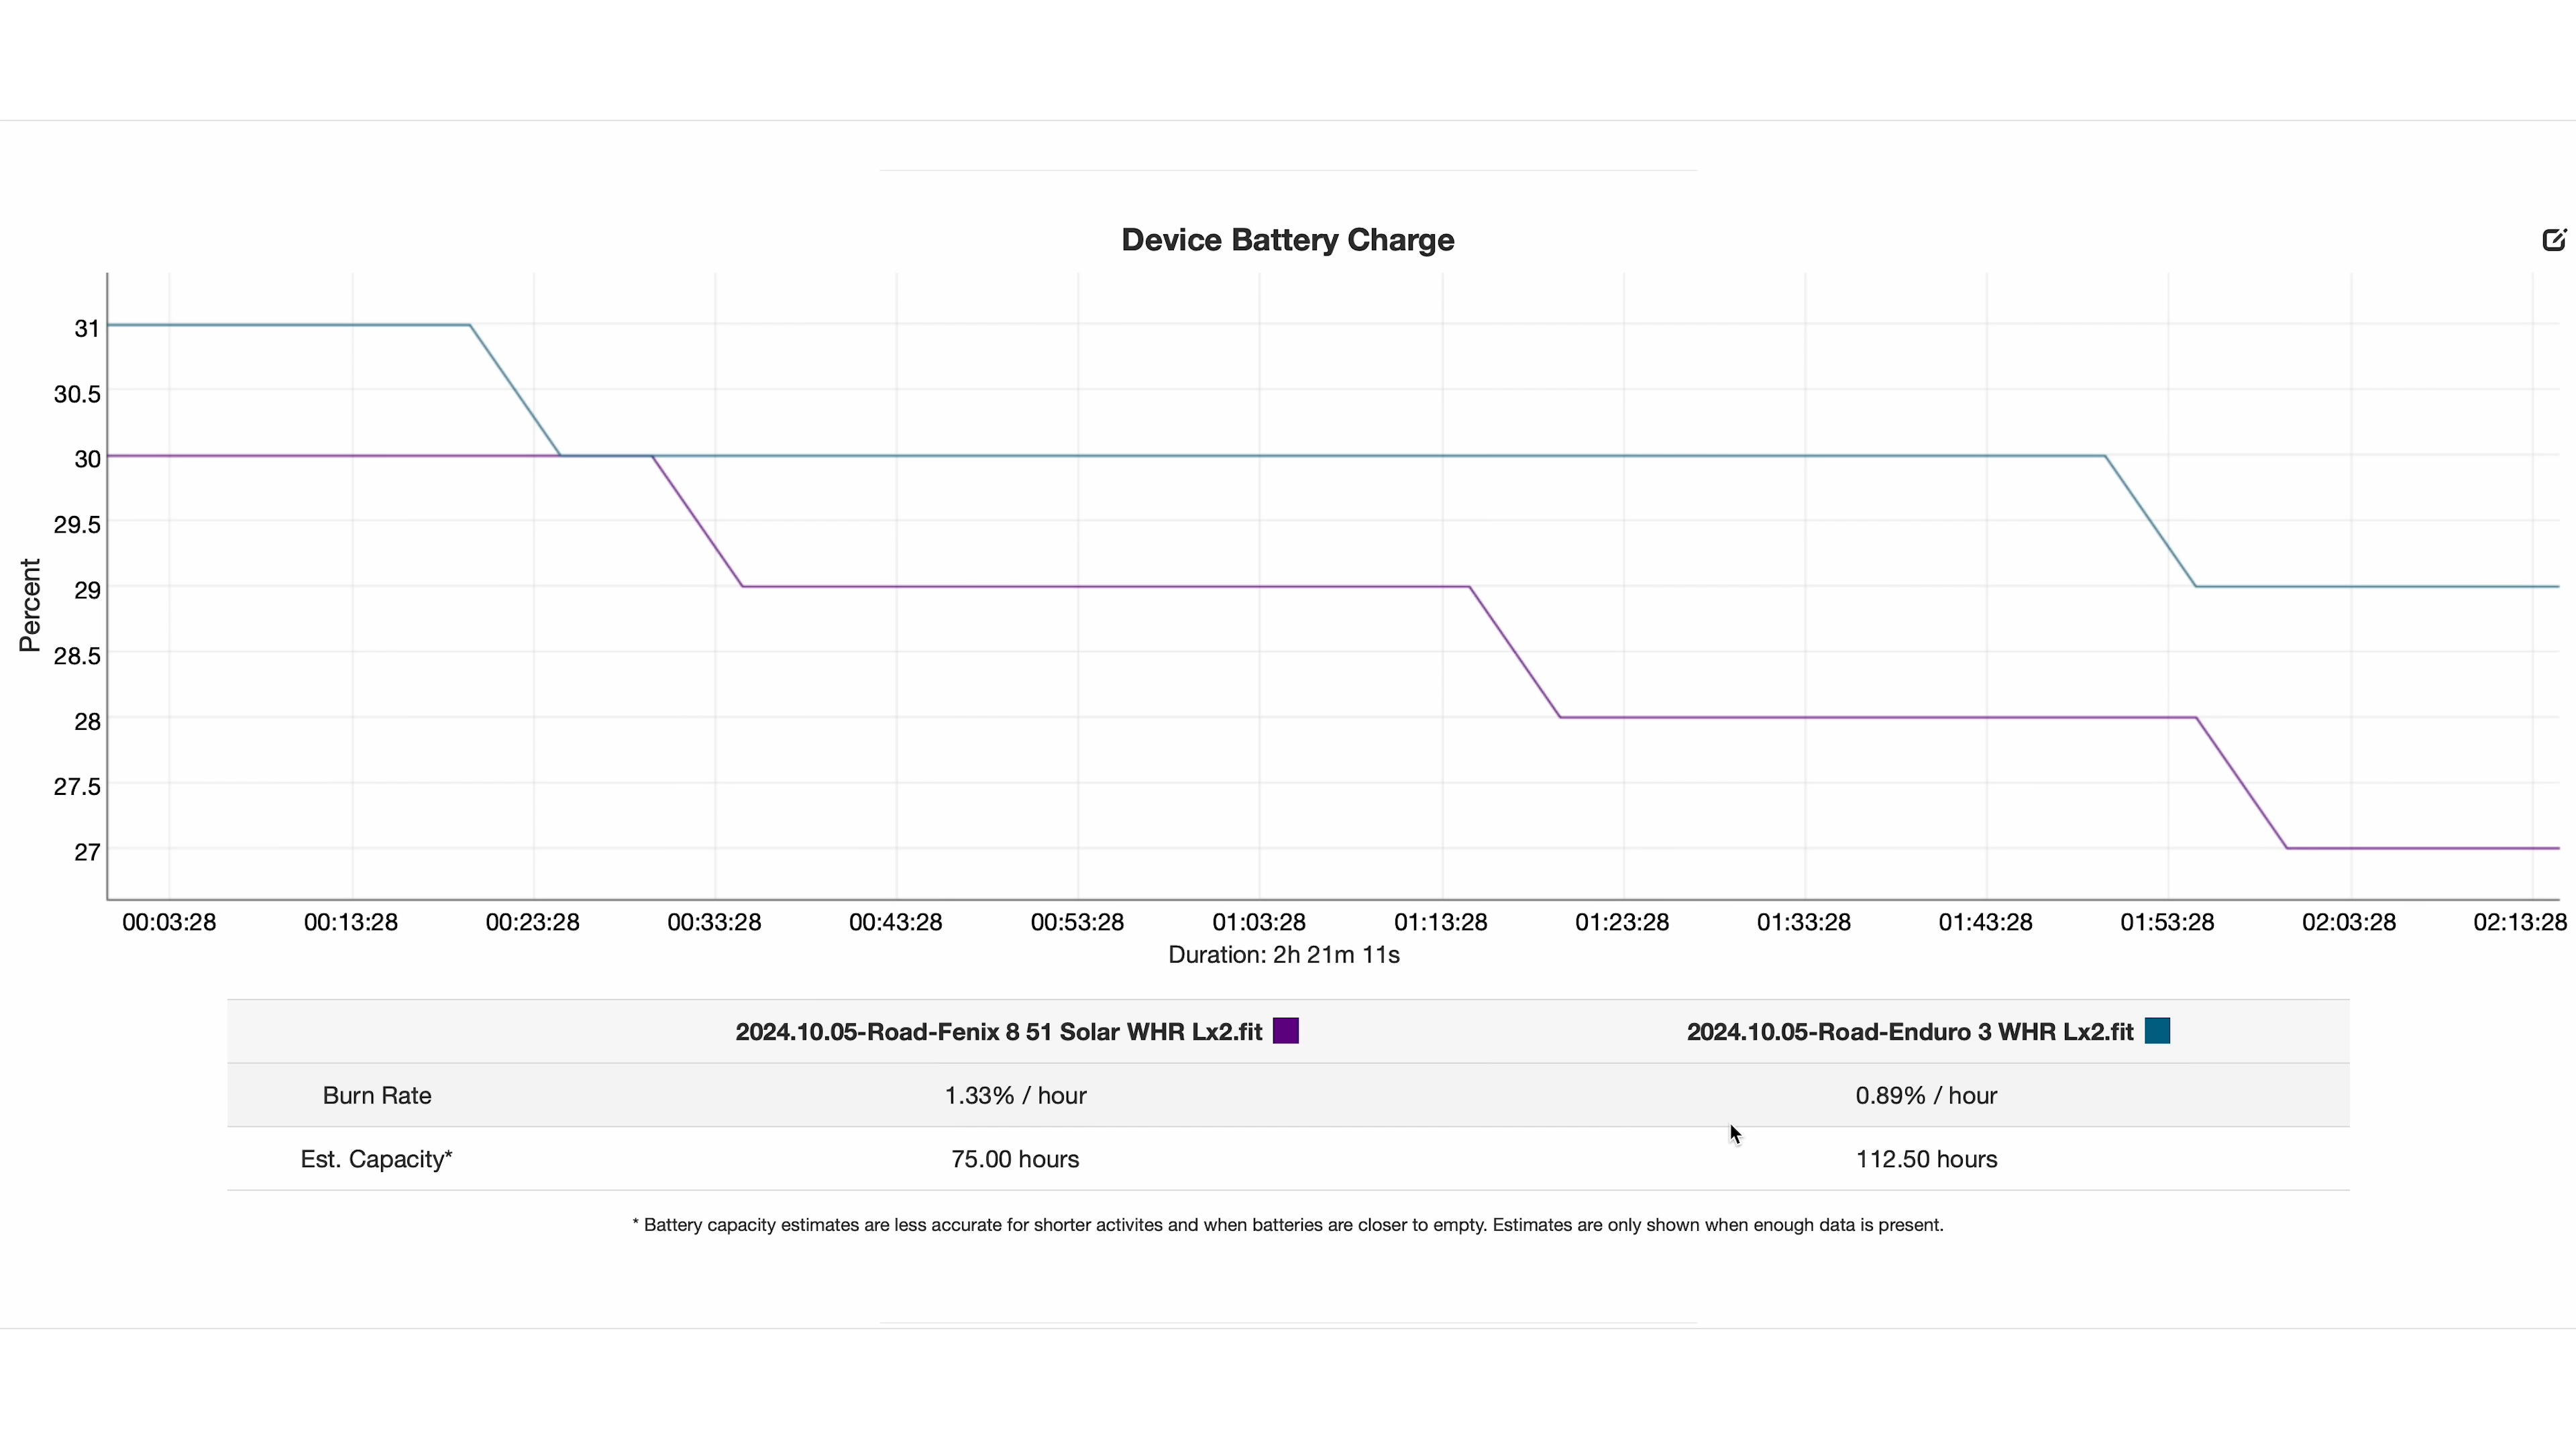 Device Battery Charge
31
30.5
30
29.5
29
28.5
28
27.5
27
Percent
00:03:28 00:13:28 00:23:28 00:33:28 00:43:28 00:53:28 01:03:28 01:13:28 01:23:28 01:33:28 01:43:28 01:53:28 02:03:28 02:13:28
Duration: 2h 21m 11s
2024.10.05-Road-Fenix 8 51 Solar WHR Lx2.fit 2024.10.05-Road-Enduro 3 WHR Lx2.fit
Burn Rate 1.33% / hour 0.89% / hour
Est. Capacity* 75.00 hours 112.50 hours
* Battery capacity estimates are less accurate for shorter activites and when batteries are closer to empty. Estimates are only shown when enough data is present.